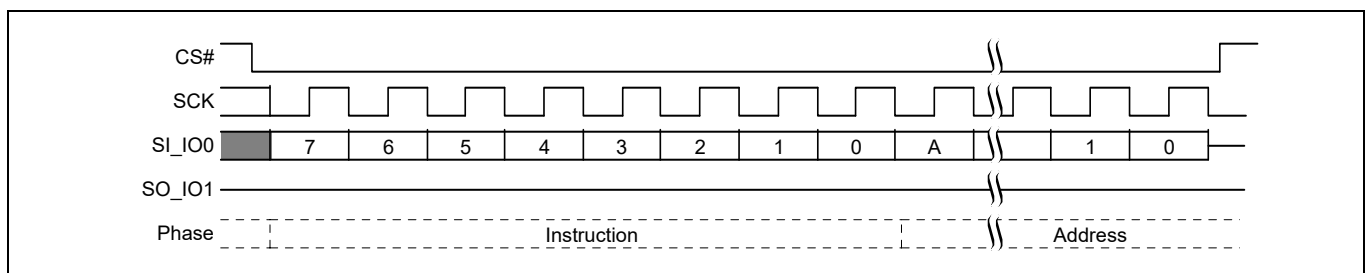 CS#
SCK
SI_IO0 7 6 5 4 3 2 1 0 A 1 0
SO_IO1
Phase Instruction Address